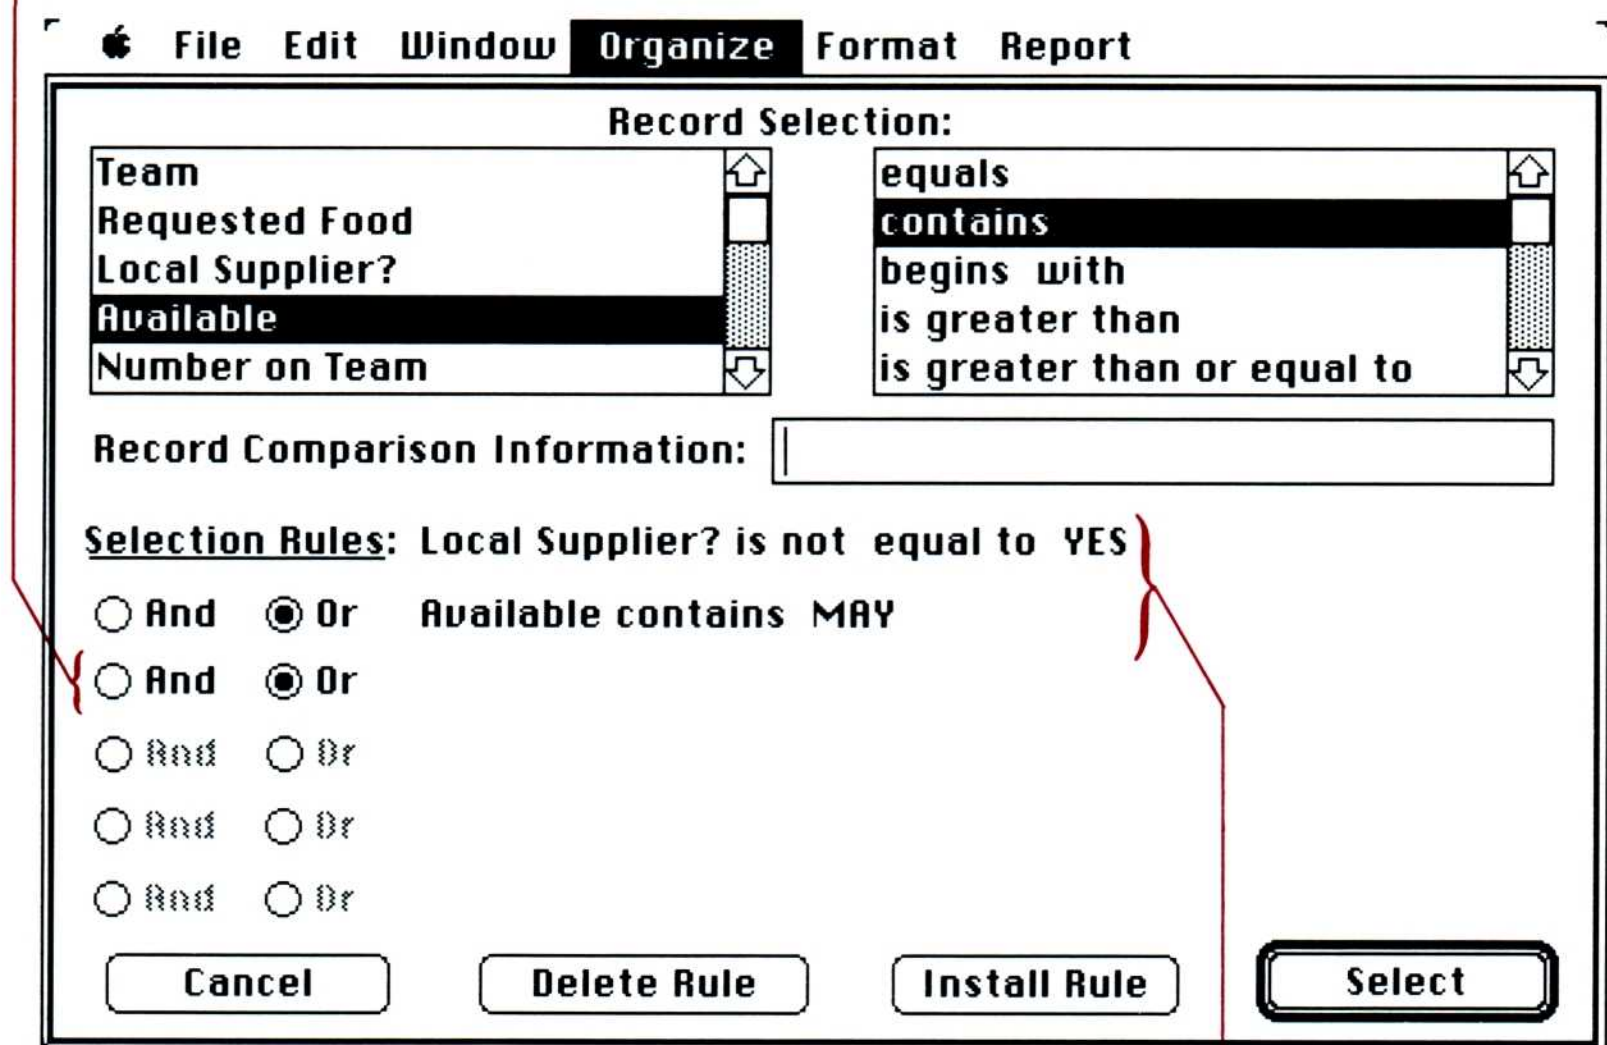 File Edit Window Organize Format Report
Record Selection:
Team
Requested Food
Local Supplier?
Available
Number on Team
equals
contains
begins with
is greater than
is greater than or equal to
Record Comparison Information:
Selection Rules: Local Supplier? is not equal to YES
And Or Available contains MAY
And Or
And Or
And Or
And Or
Cancel Delete Rule Install Rule Select